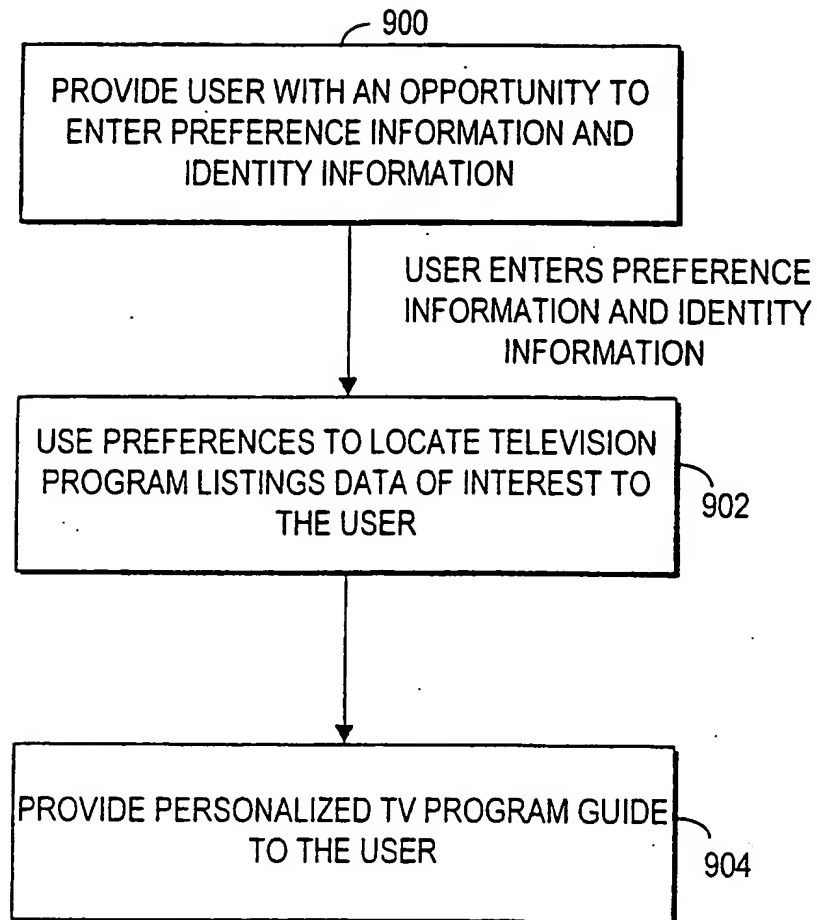 900
PROVIDE USER WITH AN OPPORTUNITY TO
ENTER PREFERENCE INFORMATION AND
IDENTITY INFORMATION
USER ENTERS PREFERENCE
INFORMATION AND IDENTITY
INFORMATION
USE PREFERENCES TO LOCATE TELEVISION
PROGRAM LISTINGS DATA OF INTEREST TO
THE USER
902
PROVIDE PERSONALIZED TV PROGRAM GUIDE
TO THE USER
904